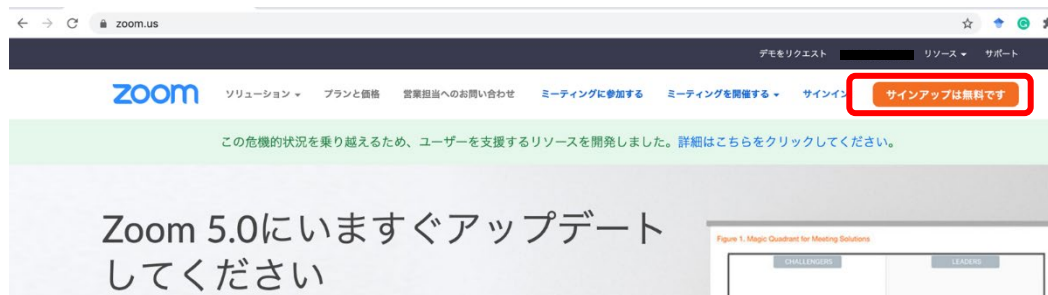 zoom.us
デモをリクエスト リソース サポート
zoom ソリューション プランと価格 営業担当へのお問い合わせ ミーティングに参加する ミーティングを開催する サインイン サインアップは無料です
この危機的状況を乗り越えるため、ユーザーを支援するリソースを開発しました。詳細はこちらをクリックしてください。
Zoom 5.0にいますぐアップデート
してください
Figure 1. Magic Quadrant for Meeting Solutions
CHALLENGERS LEADERS